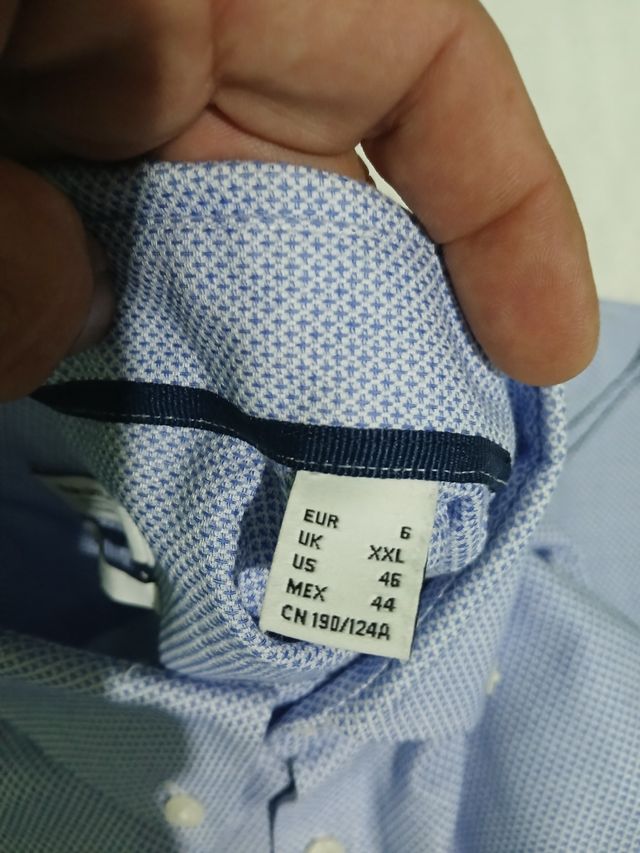 EUR 6
UK XXL
US 46
MEX 44
CN 190/124A